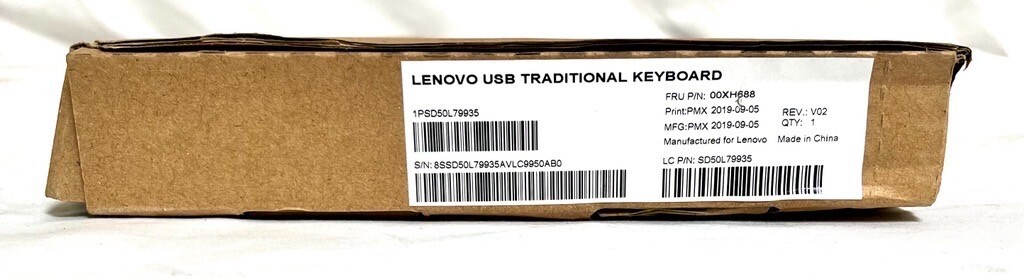 LENOVO USB TRADITIONAL KEYBOARD
1PSD50L79935
S/N: 8SSD50L79935AVLC9950AB0
FRU P/N: 00XH688
Print:PMX 2019-09-05 REV.: V02
MFG:PMX 2019-09-05 QTY: 1
Manufactured for Lenovo Made in China
LC P/N: SD50L79935